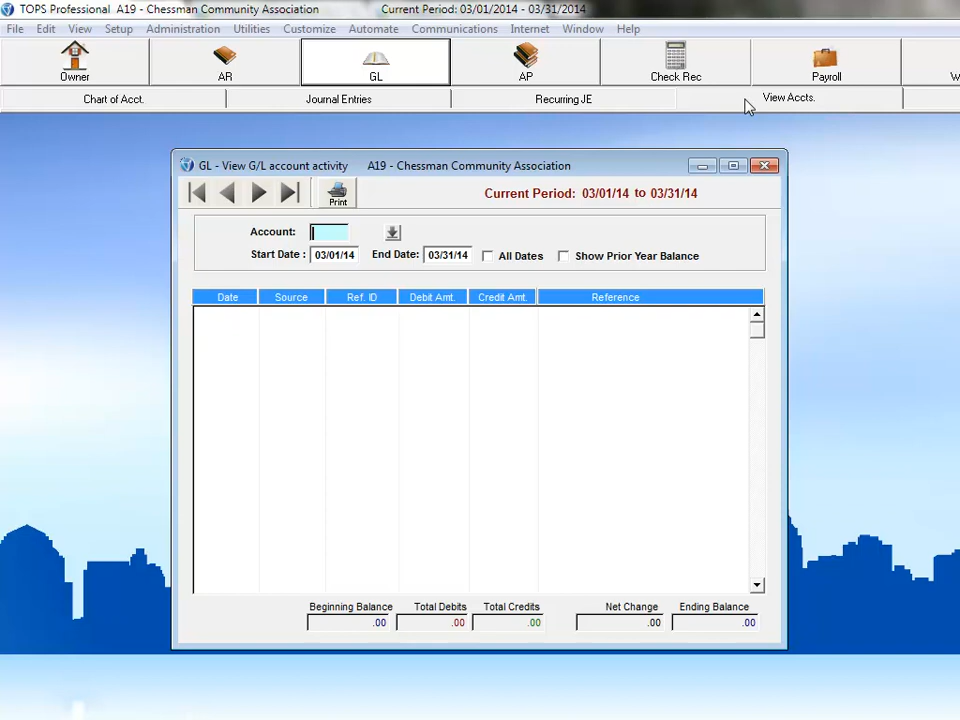 TOPS Professional A19 - Chessman Community Association Current Period: 03/01/2014 - 03/31/2014
File Edit View Setup Administration Utilities Customize Automate Communications Internet Window Help
Owner AR GL AP Check Rec Payroll W
Chart of Acct. Journal Entries Recurring JE View Accts.
GL - View G/L account activity A19 - Chessman Community Association
Print Current Period: 03/01/14 to 03/31/14
Account:
Start Date : 03/01/14 End Date: 03/31/14 All Dates Show Prior Year Balance
Date Source Ref. ID Debit Amt. Credit Amt. Reference
Beginning Balance Total Debits Total Credits Net Change Ending Balance
.00 .00 .00 .00 .00